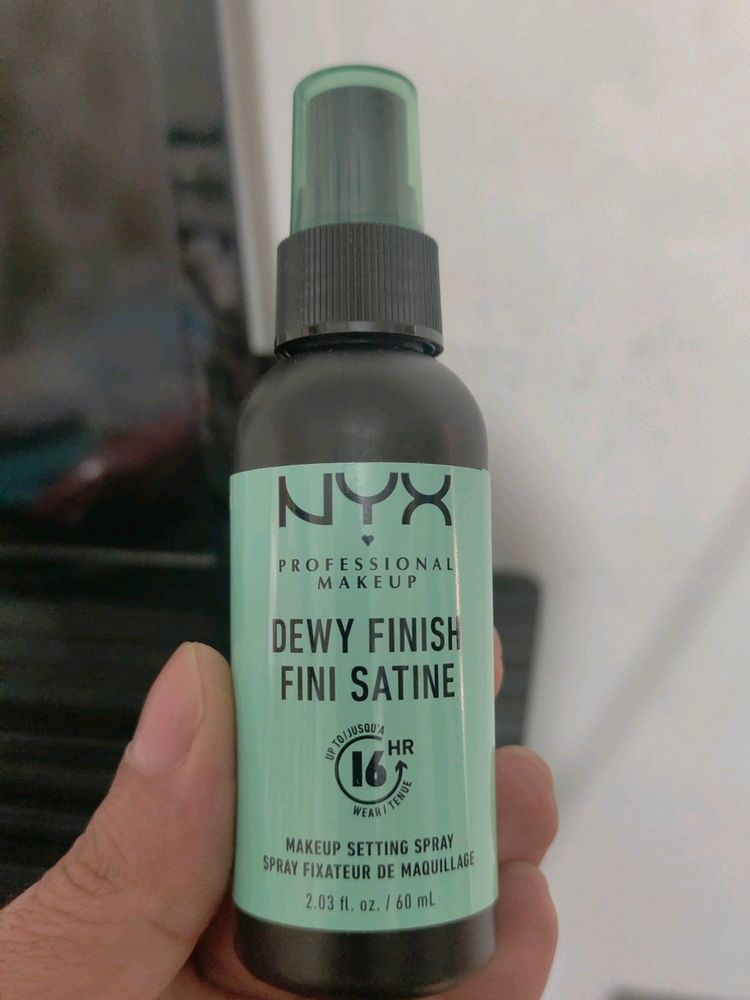 NYX
PROFESSIONAL
MAKEUP
DEWY FINISH
FINI SATINE
UP TO/JUSQU'A
16 HR
WEAR/TENUE
MAKEUP SETTING SPRAY
SPRAY FIXATEUR DE MAQUILLAGE
2.03 fl. oz. / 60 mL